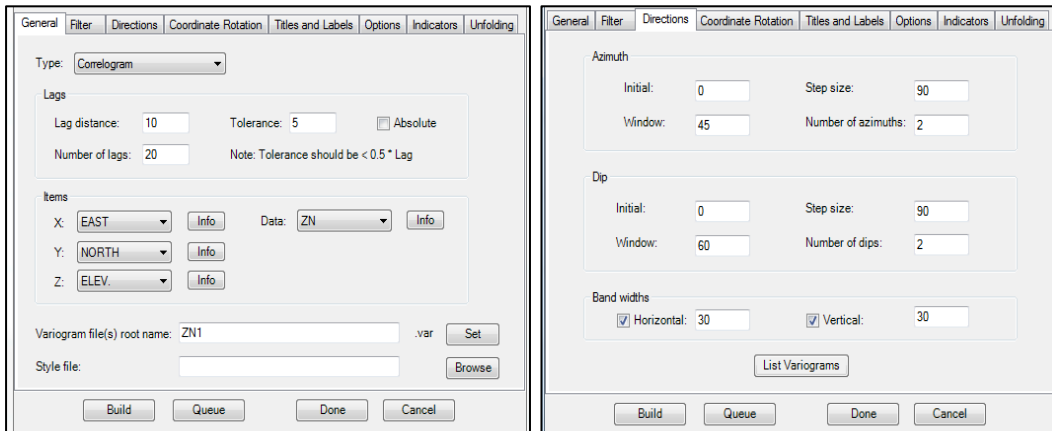 General Filter Directions Coordinate Rotation Titles and Labels Options Indicators Unfolding
Type: Correlogram
Lags
Lag distance: 10 Tolerance: 5 Absolute
Number of lags: 20 Note: Tolerance should be < 0.5 * Lag
Items
X: EAST Info Data: ZN Info
Y: NORTH Info
Z: ELEV. Info
Variogram file(s) root name: ZN1 .var Set
Style file: Browse
Build Queue Done Cancel
General Filter Directions Coordinate Rotation Titles and Labels Options Indicators Unfolding
Azimuth
Initial: 0 Step size: 90
Window: 45 Number of azimuths: 2
Dip
Initial: 0 Step size: 90
Window: 60 Number of dips: 2
Band widths
Horizontal: 30 Vertical: 30
List Variograms
Build Queue Done Cancel